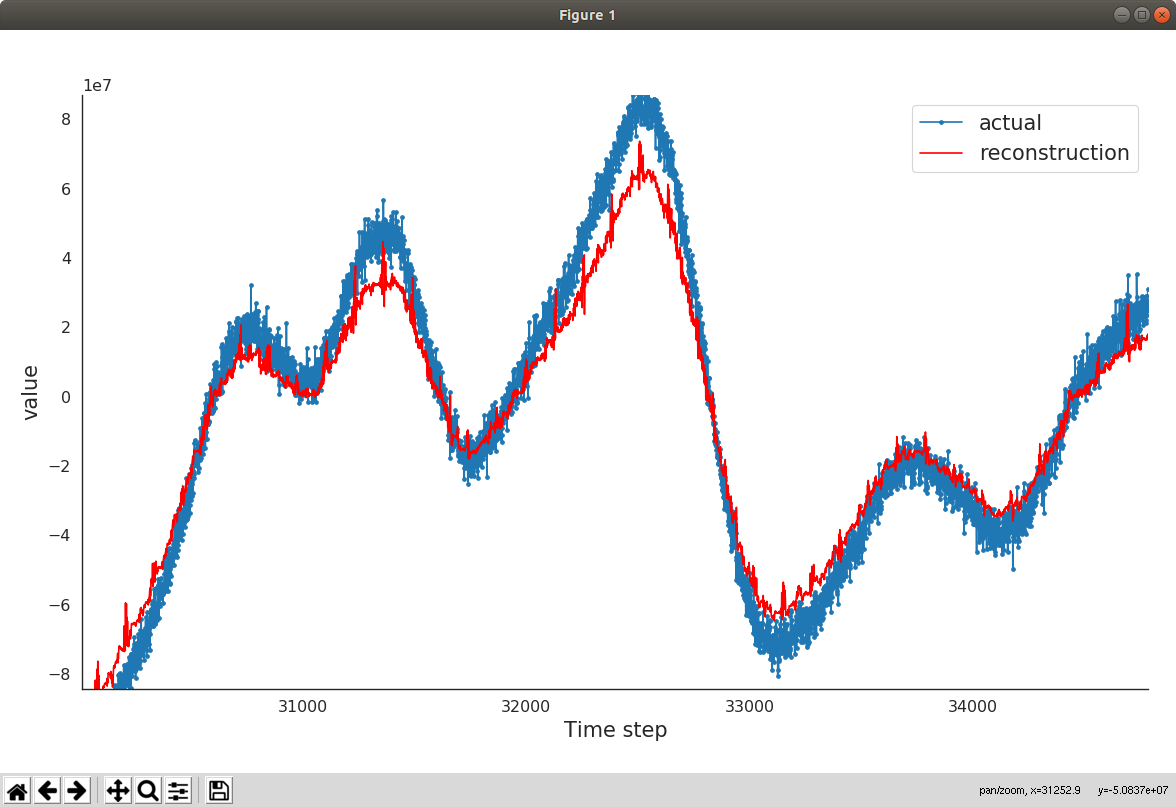 Figure 1
1e7
8
6
4
2
0
−2
−4
−6
−8
value
actual
reconstruction
31000 32000 33000 34000
Time step
pan/zoom, x=31252.9 y=-5.0837e+07